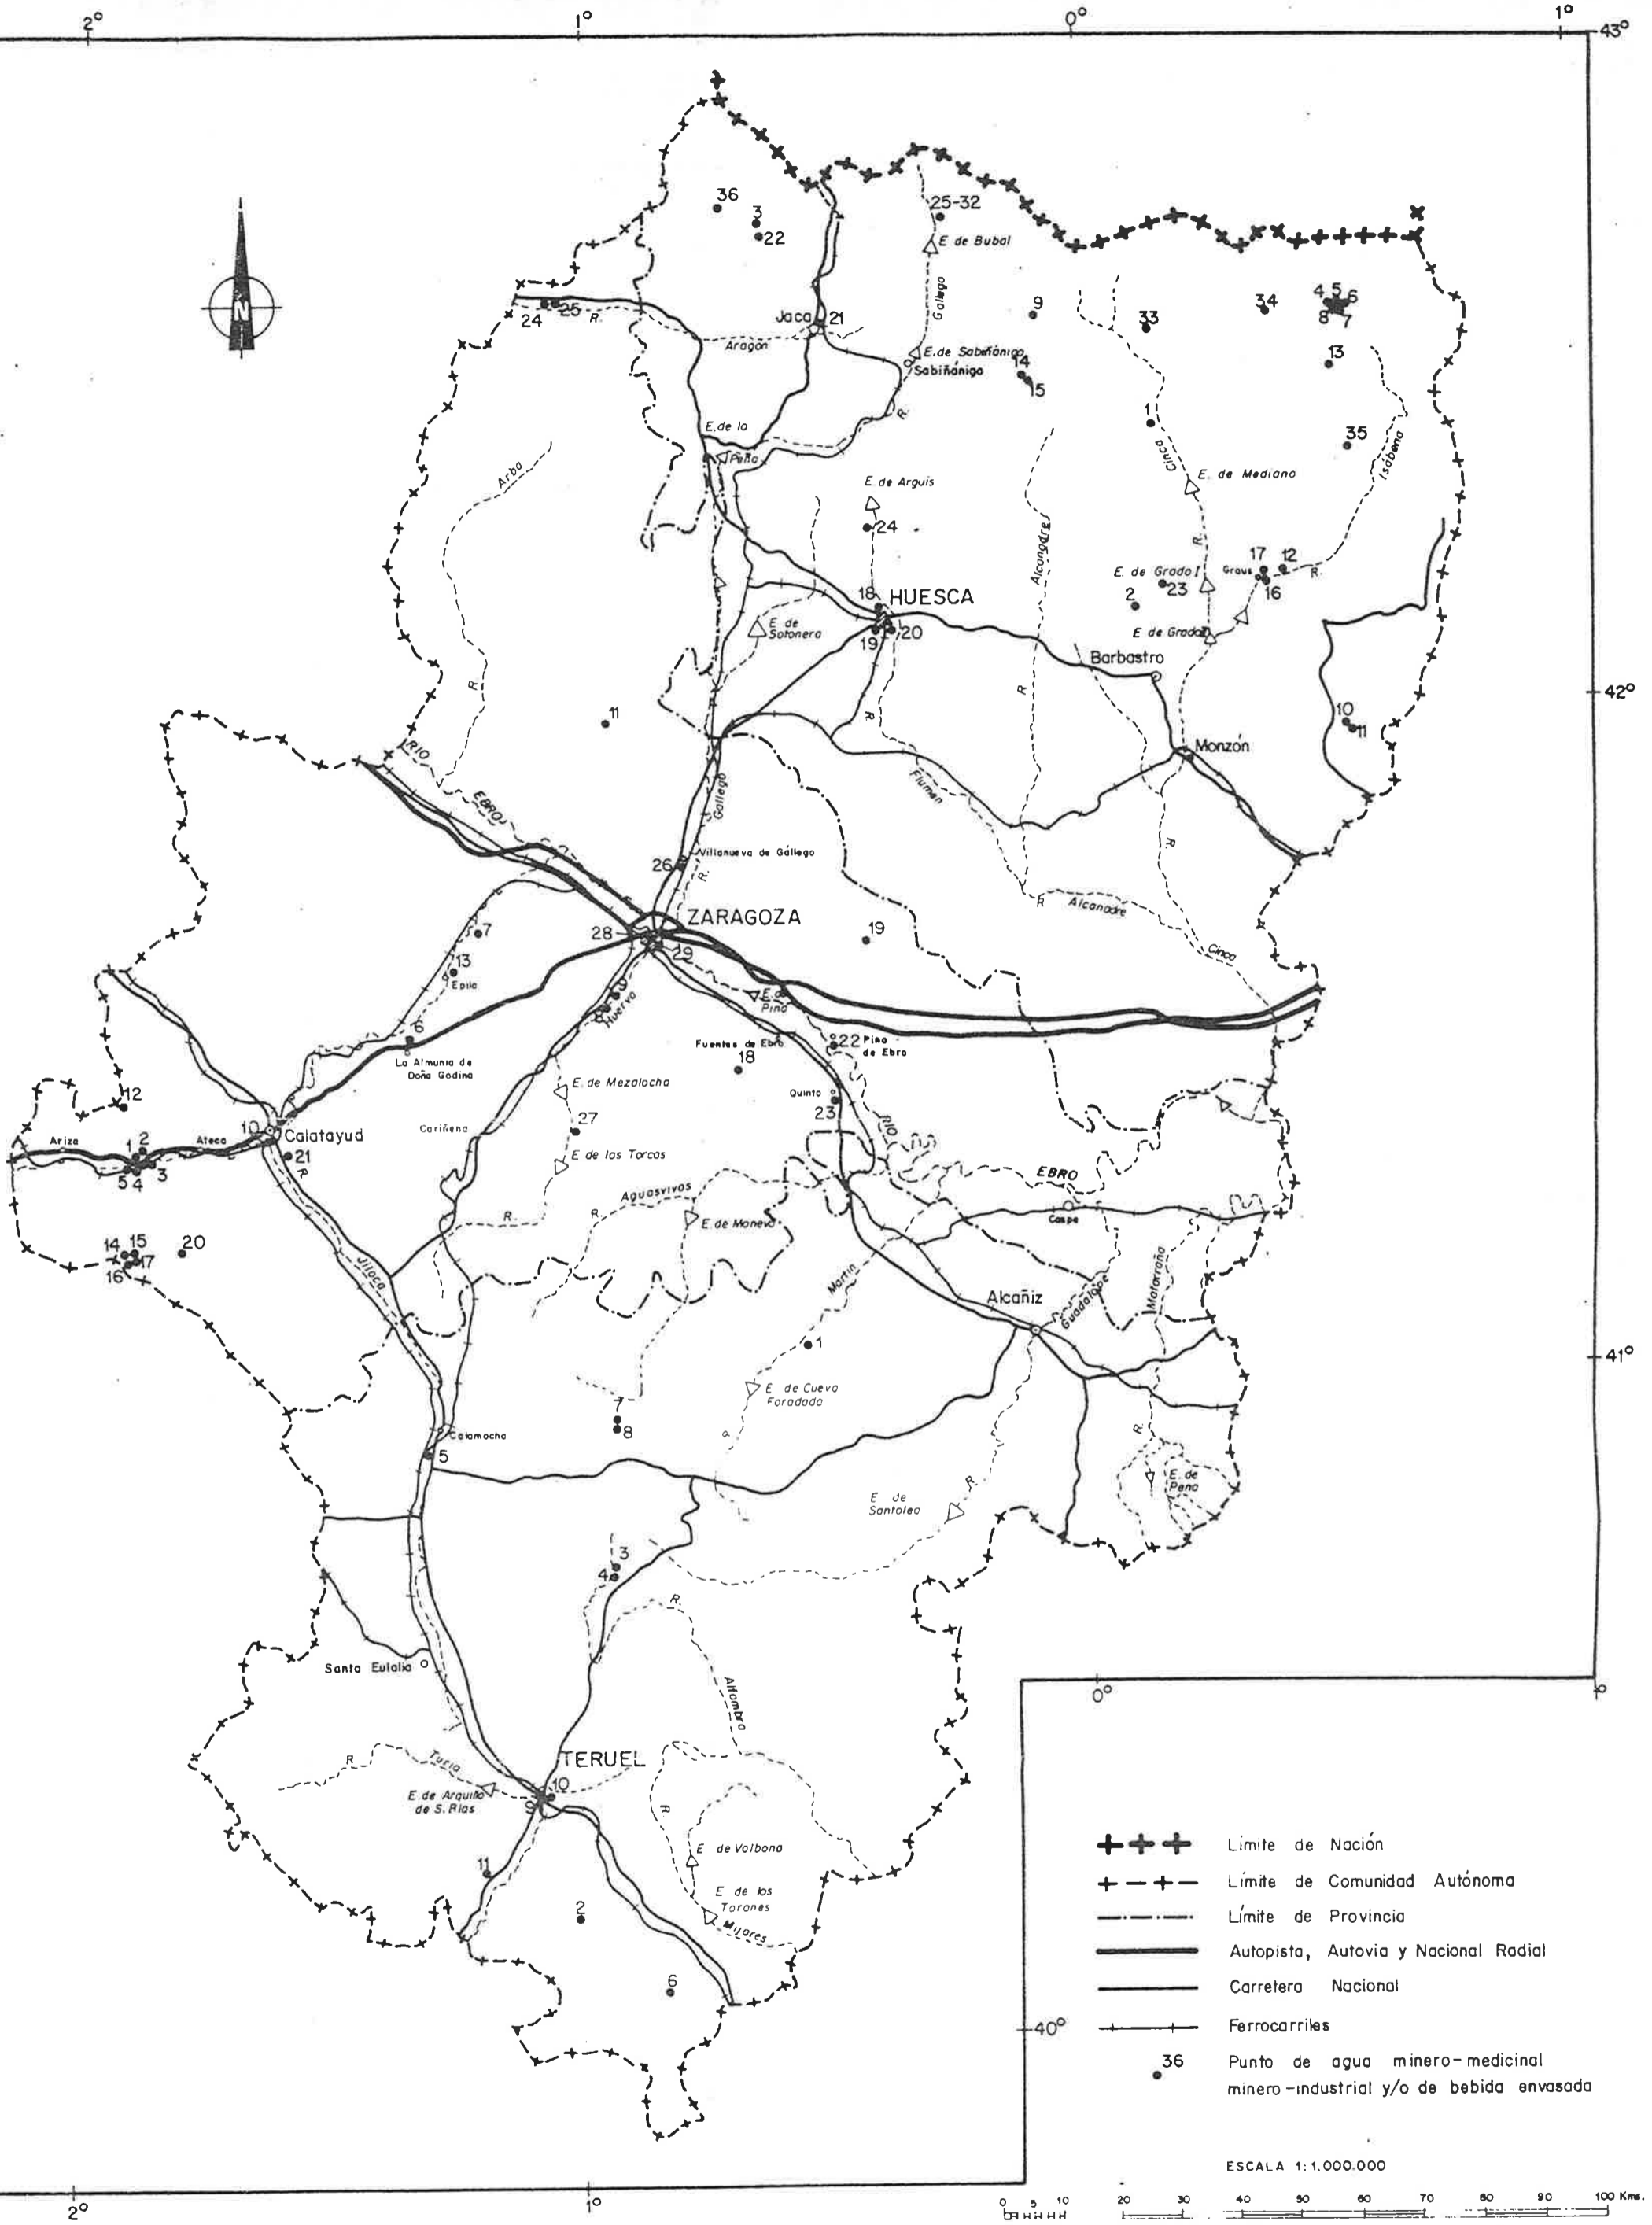 2° 1° 0° 1°
43°
36
3
22
25-32
E de Bubal
Gallego
N
24 25 R.
Jaca 21
Aragón
9
33
34
4 5 6
8 7
13
E. de Sabiñánigo
Sabiñánigo
14
15
R.
1
35
Cinca
Isábena
E. de la
Peña
Arba
E. de Arguis
24
E. de Mediano
R.
Alcanadre
17 12
E. de Grado I
Graus R.
23
16
2
18 HUESCA
19 20
E. de
Sotonera
E de Grado II
Barbastro
R.
R
42°
11
R
10
11
Monzón
RIO
EBRO
Gallego
Flumen
Villanueva de Gállego
26
R.
R.
R Alcanadre
ZARAGOZA
28
29
7
19
Cinca
13
Epila
9
8 Huerva
E. de
Pina
6
La Almunia de
Doña Godina
Fuentes de Ebro
18
22 Pina
de Ebro
12
E. de Mezalocha
Quinto
23
27
RIO
10 Calatayud
Cariñena
Ariza 1 2 Ateca
5 4 3
21
R.
E de las Torcas
EBRO
Aguasvivas
R. R.
E. de Moneva
Caspe
14 15 20
16 17
Jiloca
Martín
Matarraña
Alcañiz
Guadalope
1
41°
E de Cueva
Foradada
7
8
Calamocha
5
R.
R.
E. de
Pena
E de
Santolea
3
4
R.
Santa Eulalia
Alfambra
0° 1°
TERUEL
R. Turia
10
9
E. de Arquillo
de S. Blas
R
E de Valbona
11
E de los
Toranes
Mijares
2
6
40°
Límite de Nación
Límite de Comunidad Autónoma
Límite de Provincia
Autopista, Autovia y Nacional Radial
Carretera Nacional
Ferrocarriles
36 Punto de agua minero-medicinal
minero-industrial y/o de bebida envasada
ESCALA 1:1.000.000
0 5 10 20 30 40 50 60 70 80 90 100 Kms.
2° 1°